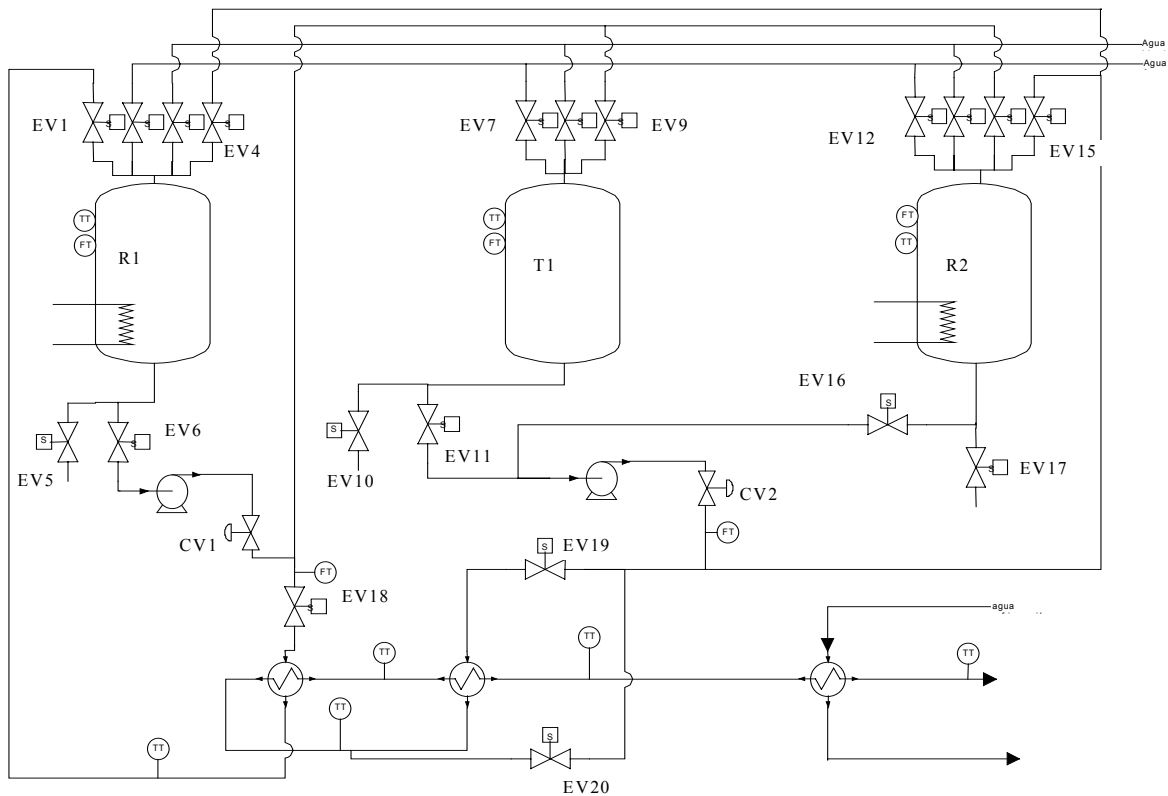 Agua
Agua
EV1
S
S
S
S
EV4
EV7
S
S
S
EV9
EV12
S
S
S
S
EV15
TT
FT
R1
TT
FT
T1
FT
TT
R2
EV16
S
S
EV6
S
EV5
S
EV10
S
EV11
S
EV17
CV2
CV1
FT
EV19
S
FT
EV18
S
agua
TT
TT
TT
TT
TT
S
EV20